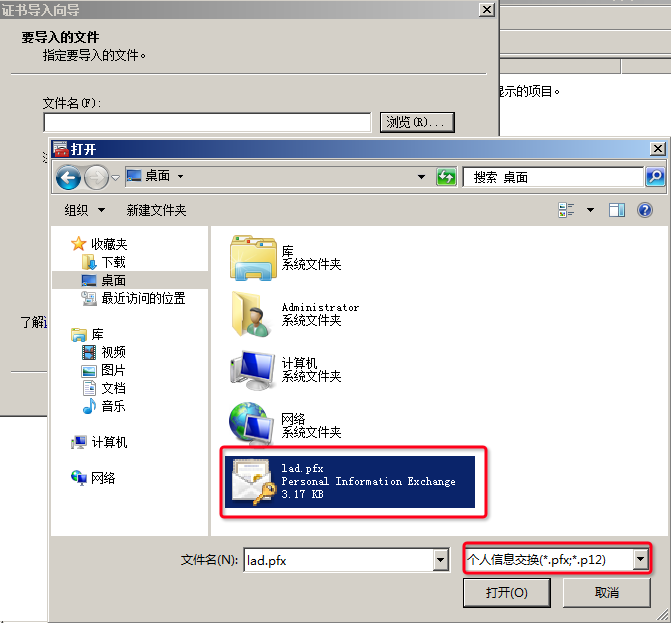 证书导入向导
要导入的文件
指定要导入的文件。
显示的项目。
文件名(F):
浏览(R)...
打开
桌面
搜索 桌面
组织
新建文件夹
收藏夹
下载
桌面
最近访问的位置
库
视频
图片
文档
音乐
计算机
网络
了解
库
系统文件夹
Administrator
系统文件夹
计算机
系统文件夹
网络
系统文件夹
lad.pfx
Personal Information Exchange
3.17 KB
文件名(N):
lad.pfx
个人信息交换(*.pfx;*.p12)
打开(O)
取消